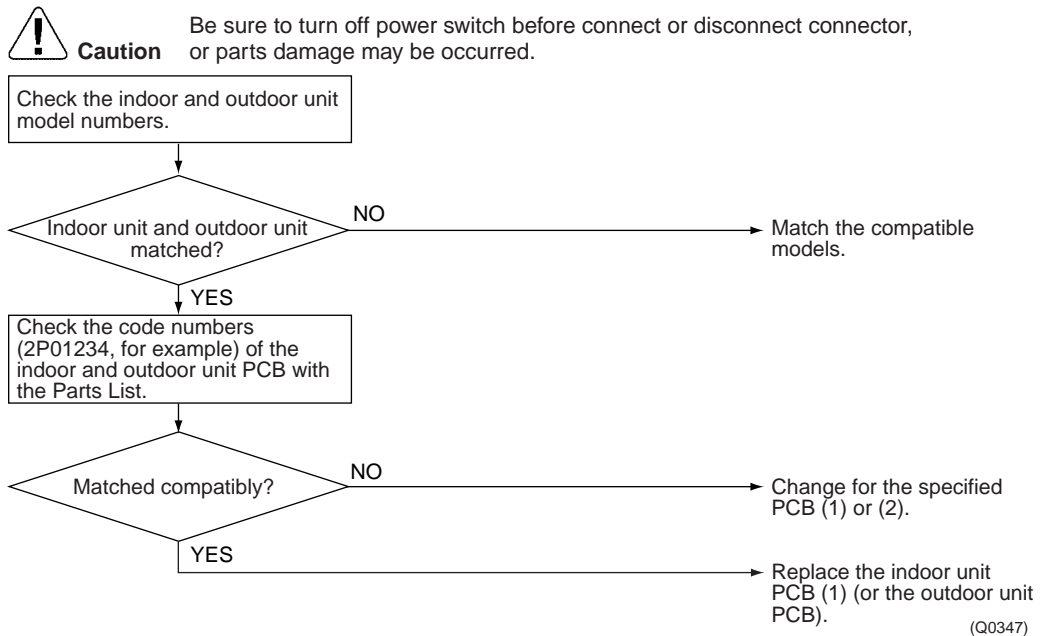 Be sure to turn off power switch before connect or disconnect connector,
Caution or parts damage may be occurred.
Check the indoor and outdoor unit
model numbers.
Indoor unit and outdoor unit
matched?
NO
Match the compatible
models.
YES
Check the code numbers
(2P01234, for example) of the
indoor and outdoor unit PCB with
the Parts List.
Matched compatibly?
NO
Change for the specified
PCB (1) or (2).
YES
Replace the indoor unit
PCB (1) (or the outdoor unit
PCB).
(Q0347)